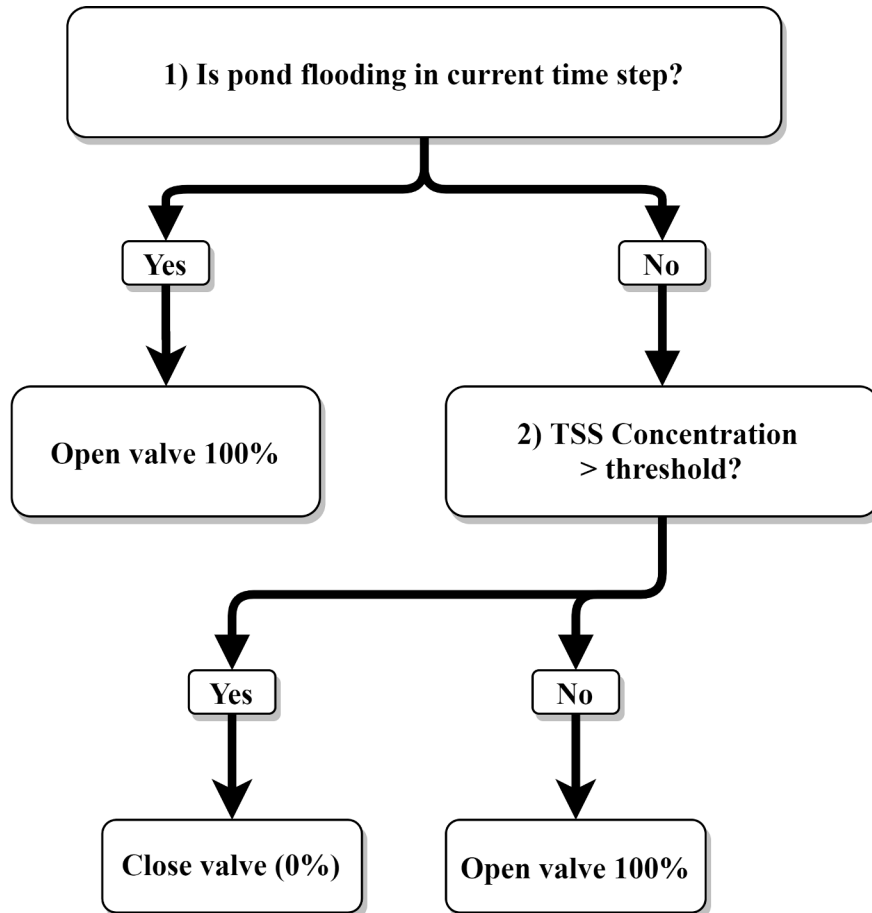 1) Is pond flooding in current time step?
Yes
No
Open valve 100%
2) TSS Concentration
> threshold?
Yes
No
Close valve (0%)
Open valve 100%